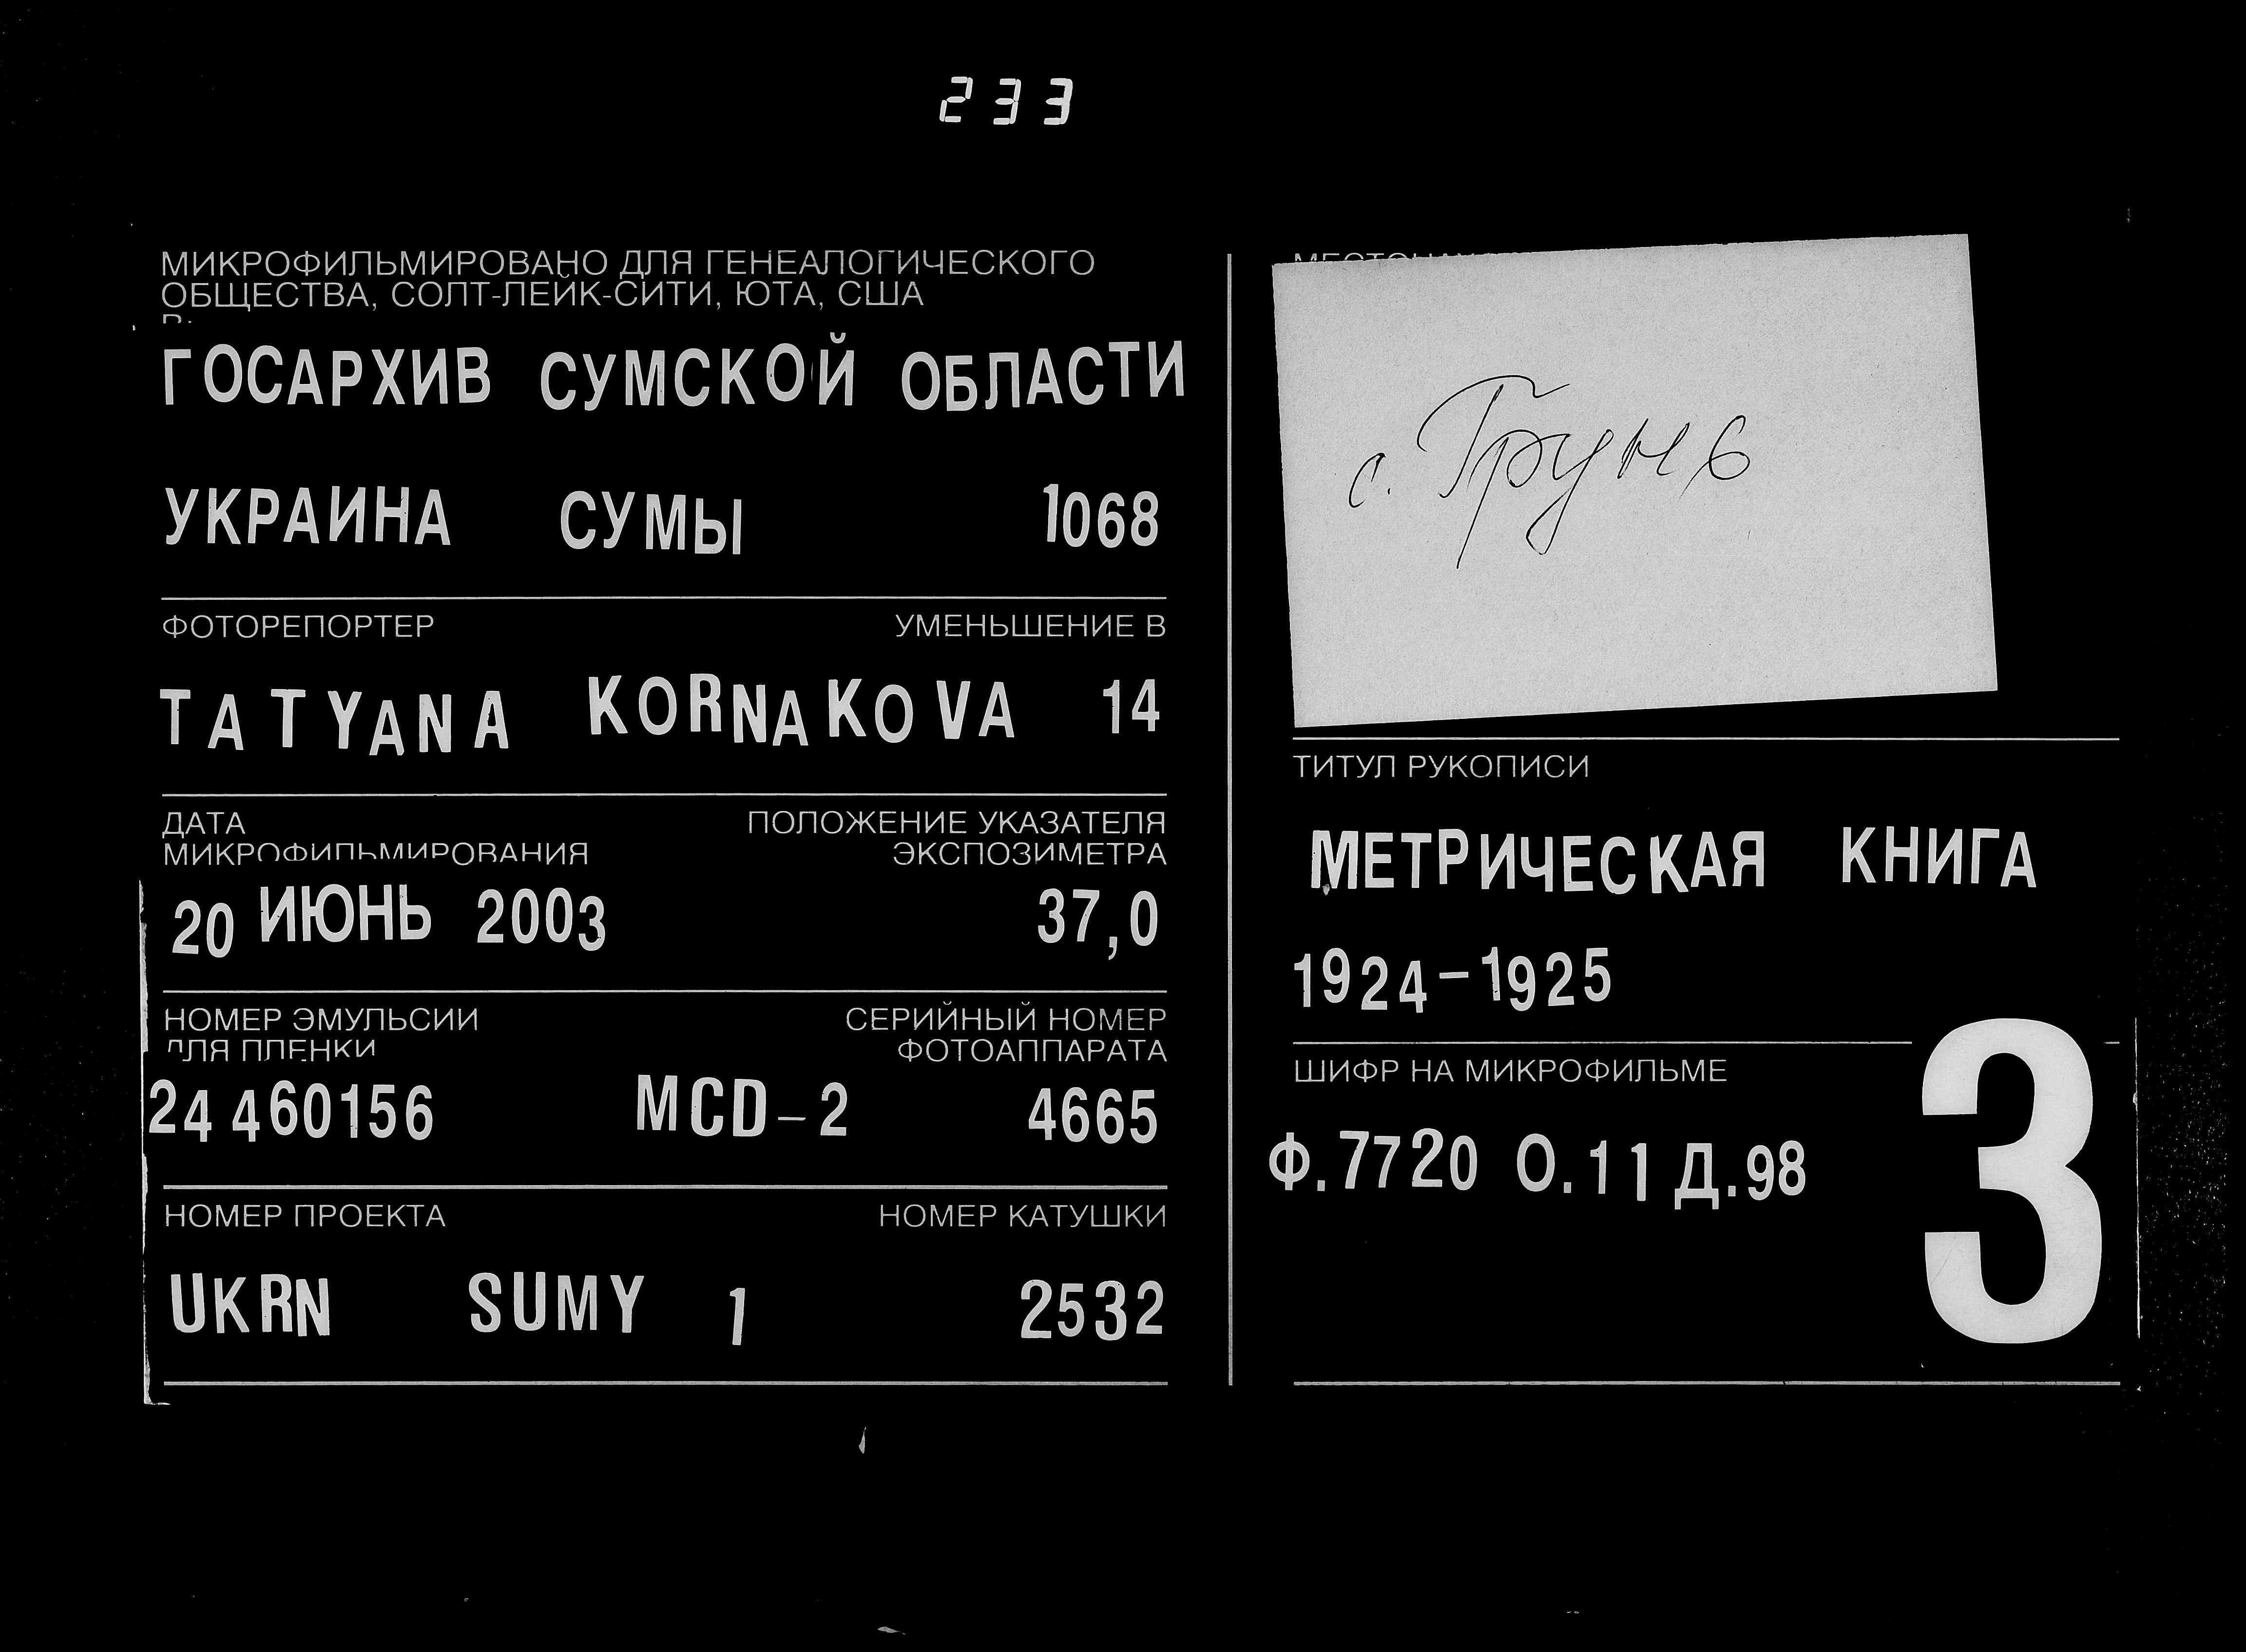 233
МИКРОФИЛЬМИРОВАНО ДЛЯ ГЕНЕАЛОГИЧЕСКОГО
ОБЩЕСТВА, СОЛТ-ЛЕЙК-СИТИ, ЮТА, США
ГОСАРХИВ СУМСКОЙ ОБЛАСТИ
УКРАИНА СУМЫ 1068
ФОТОРЕПОРТЕР УМЕНЬШЕНИЕ В
TATYANA KORNAKOVA 14
ДАТА ПОЛОЖЕНИЕ УКАЗАТЕЛЯ
МИКРОФИЛЬМИРОВАНИЯ ЭКСПОЗИМЕТРА
20 ИЮНЬ 2003 37,0
НОМЕР ЭМУЛЬСИИ СЕРИЙНЫЙ НОМЕР
ДЛЯ ПЛЕНКИ ФОТОАППАРАТА
24460156 MCD-2 4665
НОМЕР ПРОЕКТА НОМЕР КАТУШКИ
UKRN SUMY 1 2532
с. Грунь
ТИТУЛ РУКОПИСИ
МЕТРИЧЕСКАЯ КНИГА
1924-1925
ШИФР НА МИКРОФИЛЬМЕ
Ф.7720 О.11 Д.98
3